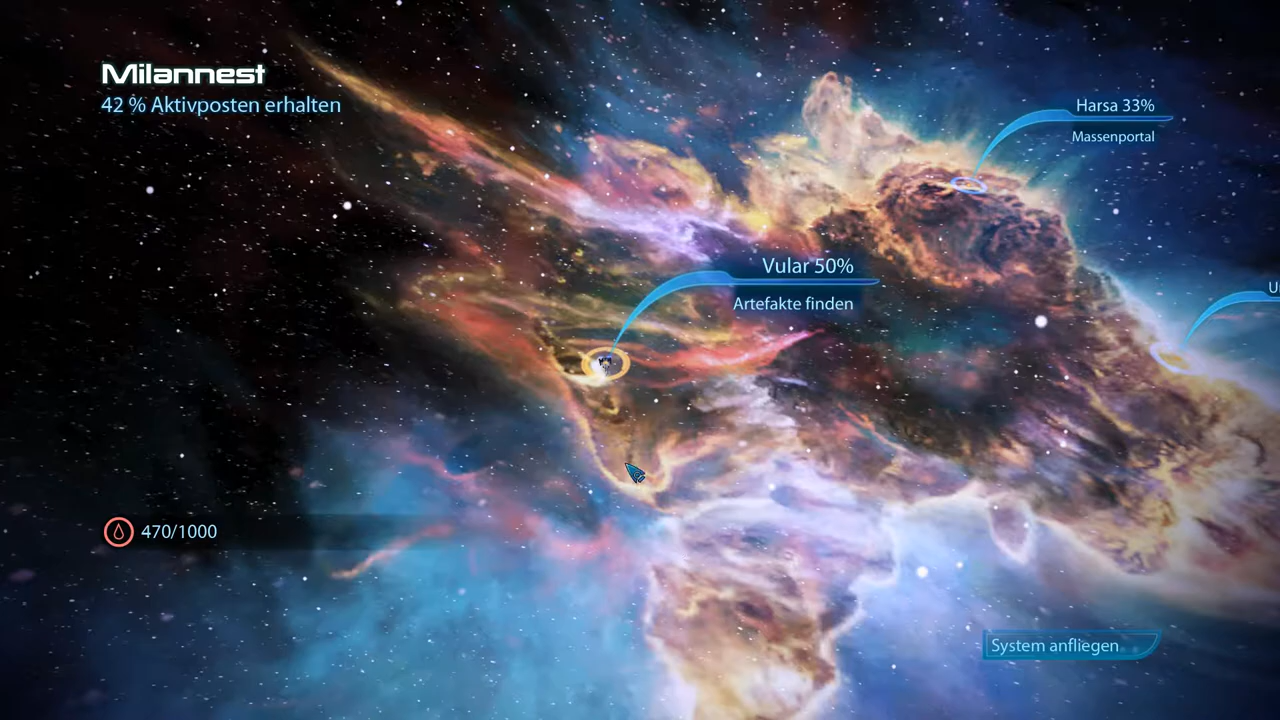 Milannest
42 % Aktivposten erhalten
Harsa 33%
Massenportal
Vular 50%
Artefakte finden
470/1000
System anfliegen